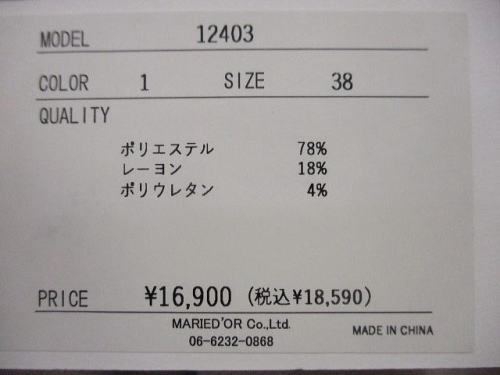 MODEL 12403
COLOR 1 SIZE 38
QUALITY
ポリエステル 78%
レーヨン 18%
ポリウレタン 4%
PRICE ¥16,900 (税込¥18,590)
MARIED'OR Co.,Ltd.
MADE IN CHINA
06-6232-0868